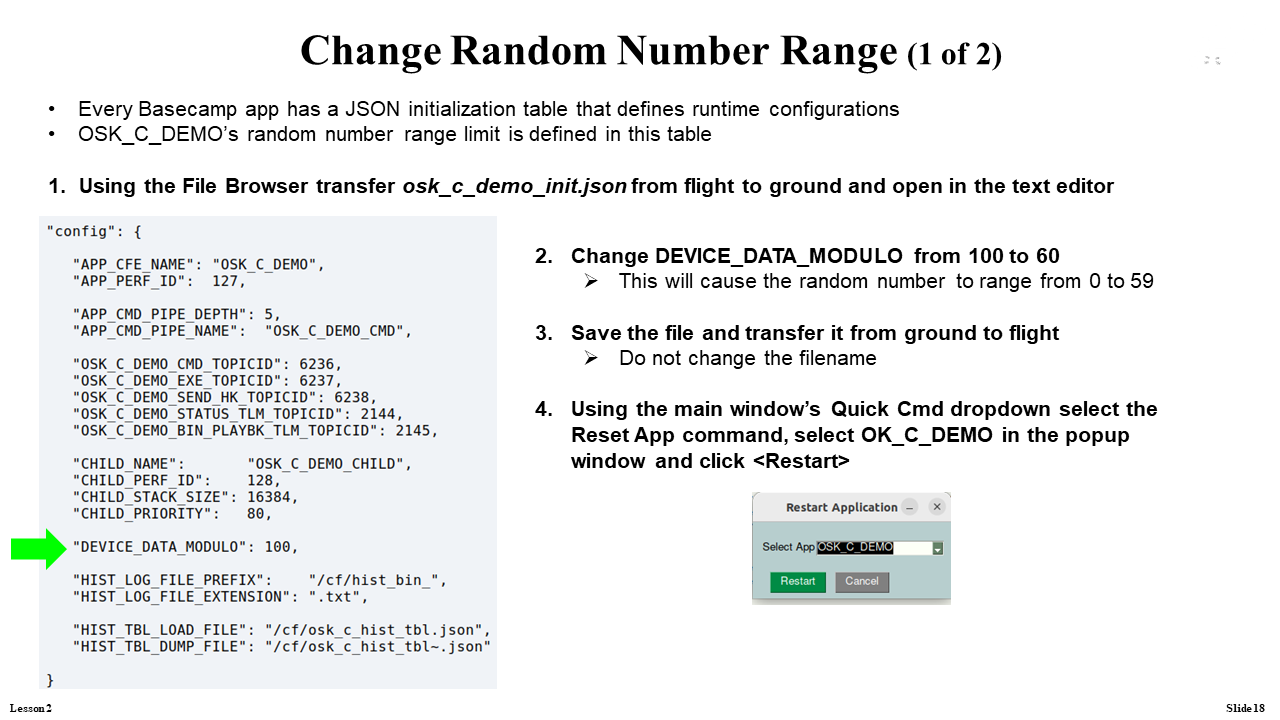 Change Random Number Range (1 of 2)
• Every Basecamp app has a JSON initialization table that defines runtime configurations
• OSK_C_DEMO’s random number range limit is defined in this table
1. Using the File Browser transfer osk_c_demo_init.json from flight to ground and open in the text editor
"config": {
"APP_CFE_NAME": "OSK_C_DEMO",
"APP_PERF_ID": 127,
"APP_CMD_PIPE_DEPTH": 5,
"APP_CMD_PIPE_NAME": "OSK_C_DEMO_CMD",
"OSK_C_DEMO_CMD_TOPICID": 6236,
"OSK_C_DEMO_EXE_TOPICID": 6237,
"OSK_C_DEMO_SEND_HK_TOPICID": 6238,
"OSK_C_DEMO_STATUS_TLM_TOPICID": 2144,
"OSK_C_DEMO_BIN_PLAYBK_TLM_TOPICID": 2145,
"CHILD_NAME": "OSK_C_DEMO_CHILD",
"CHILD_PERF_ID": 128,
"CHILD_STACK_SIZE": 16384,
"CHILD_PRIORITY": 80,
"DEVICE_DATA_MODULO": 100,
"HIST_LOG_FILE_PREFIX": "/cf/hist_bin_",
"HIST_LOG_FILE_EXTENSION": ".txt",
"HIST_TBL_LOAD_FILE": "/cf/osk_c_hist_tbl.json",
"HIST_TBL_DUMP_FILE": "/cf/osk_c_hist_tbl~.json"
}
2. Change DEVICE_DATA_MODULO from 100 to 60
➢ This will cause the random number to range from 0 to 59
3. Save the file and transfer it from ground to flight
➢ Do not change the filename
4. Using the main window’s Quick Cmd dropdown select the
Reset App command, select OK_C_DEMO in the popup
window and click <Restart>
Restart Application
Select App OSK_C_DEMO
Restart Cancel
Lesson 2
Slide 18